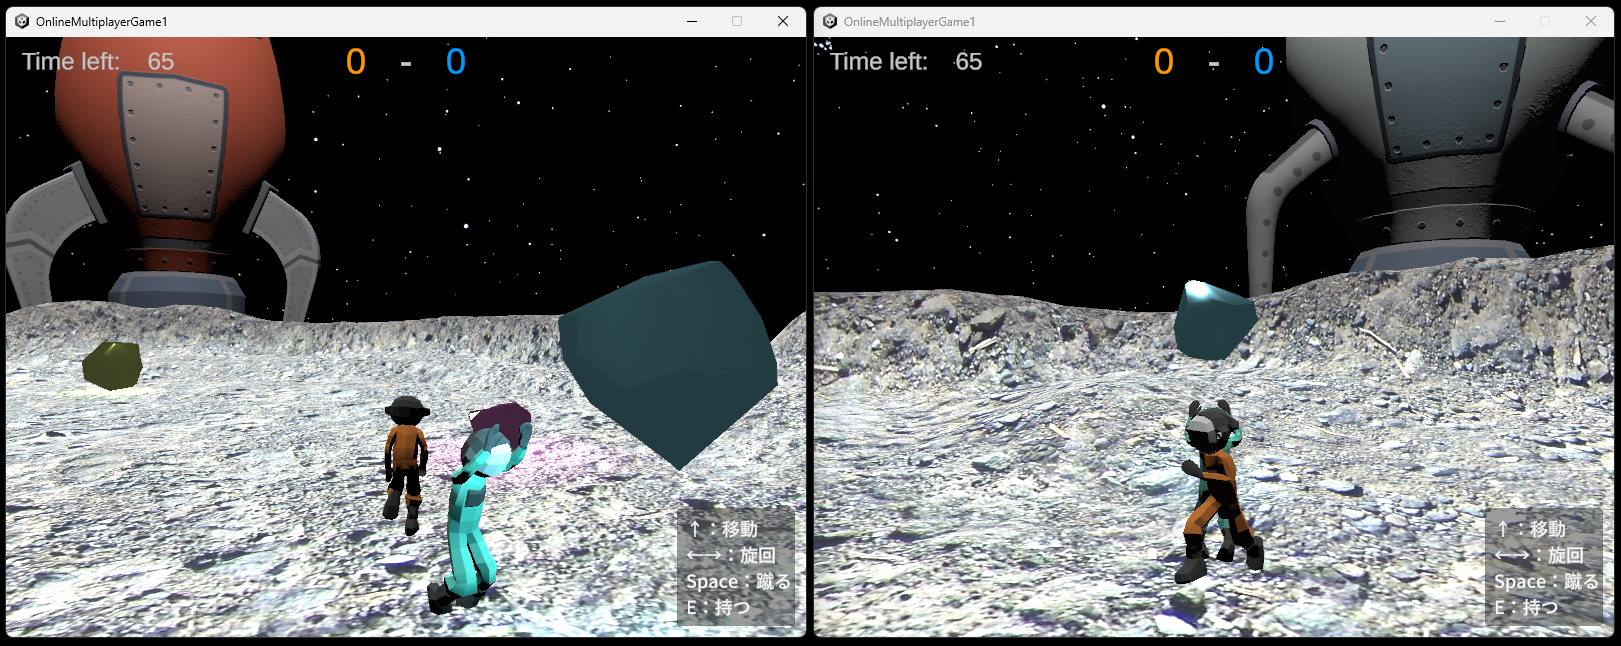 OnlineMultiplayerGame1
Time left: 65
0 - 0
↑：移動
←→：旋回
Space：蹴る
E：持つ
OnlineMultiplayerGame1
Time left: 65
0 - 0
↑：移動
←→：旋回
Space：蹴る
E：持つ